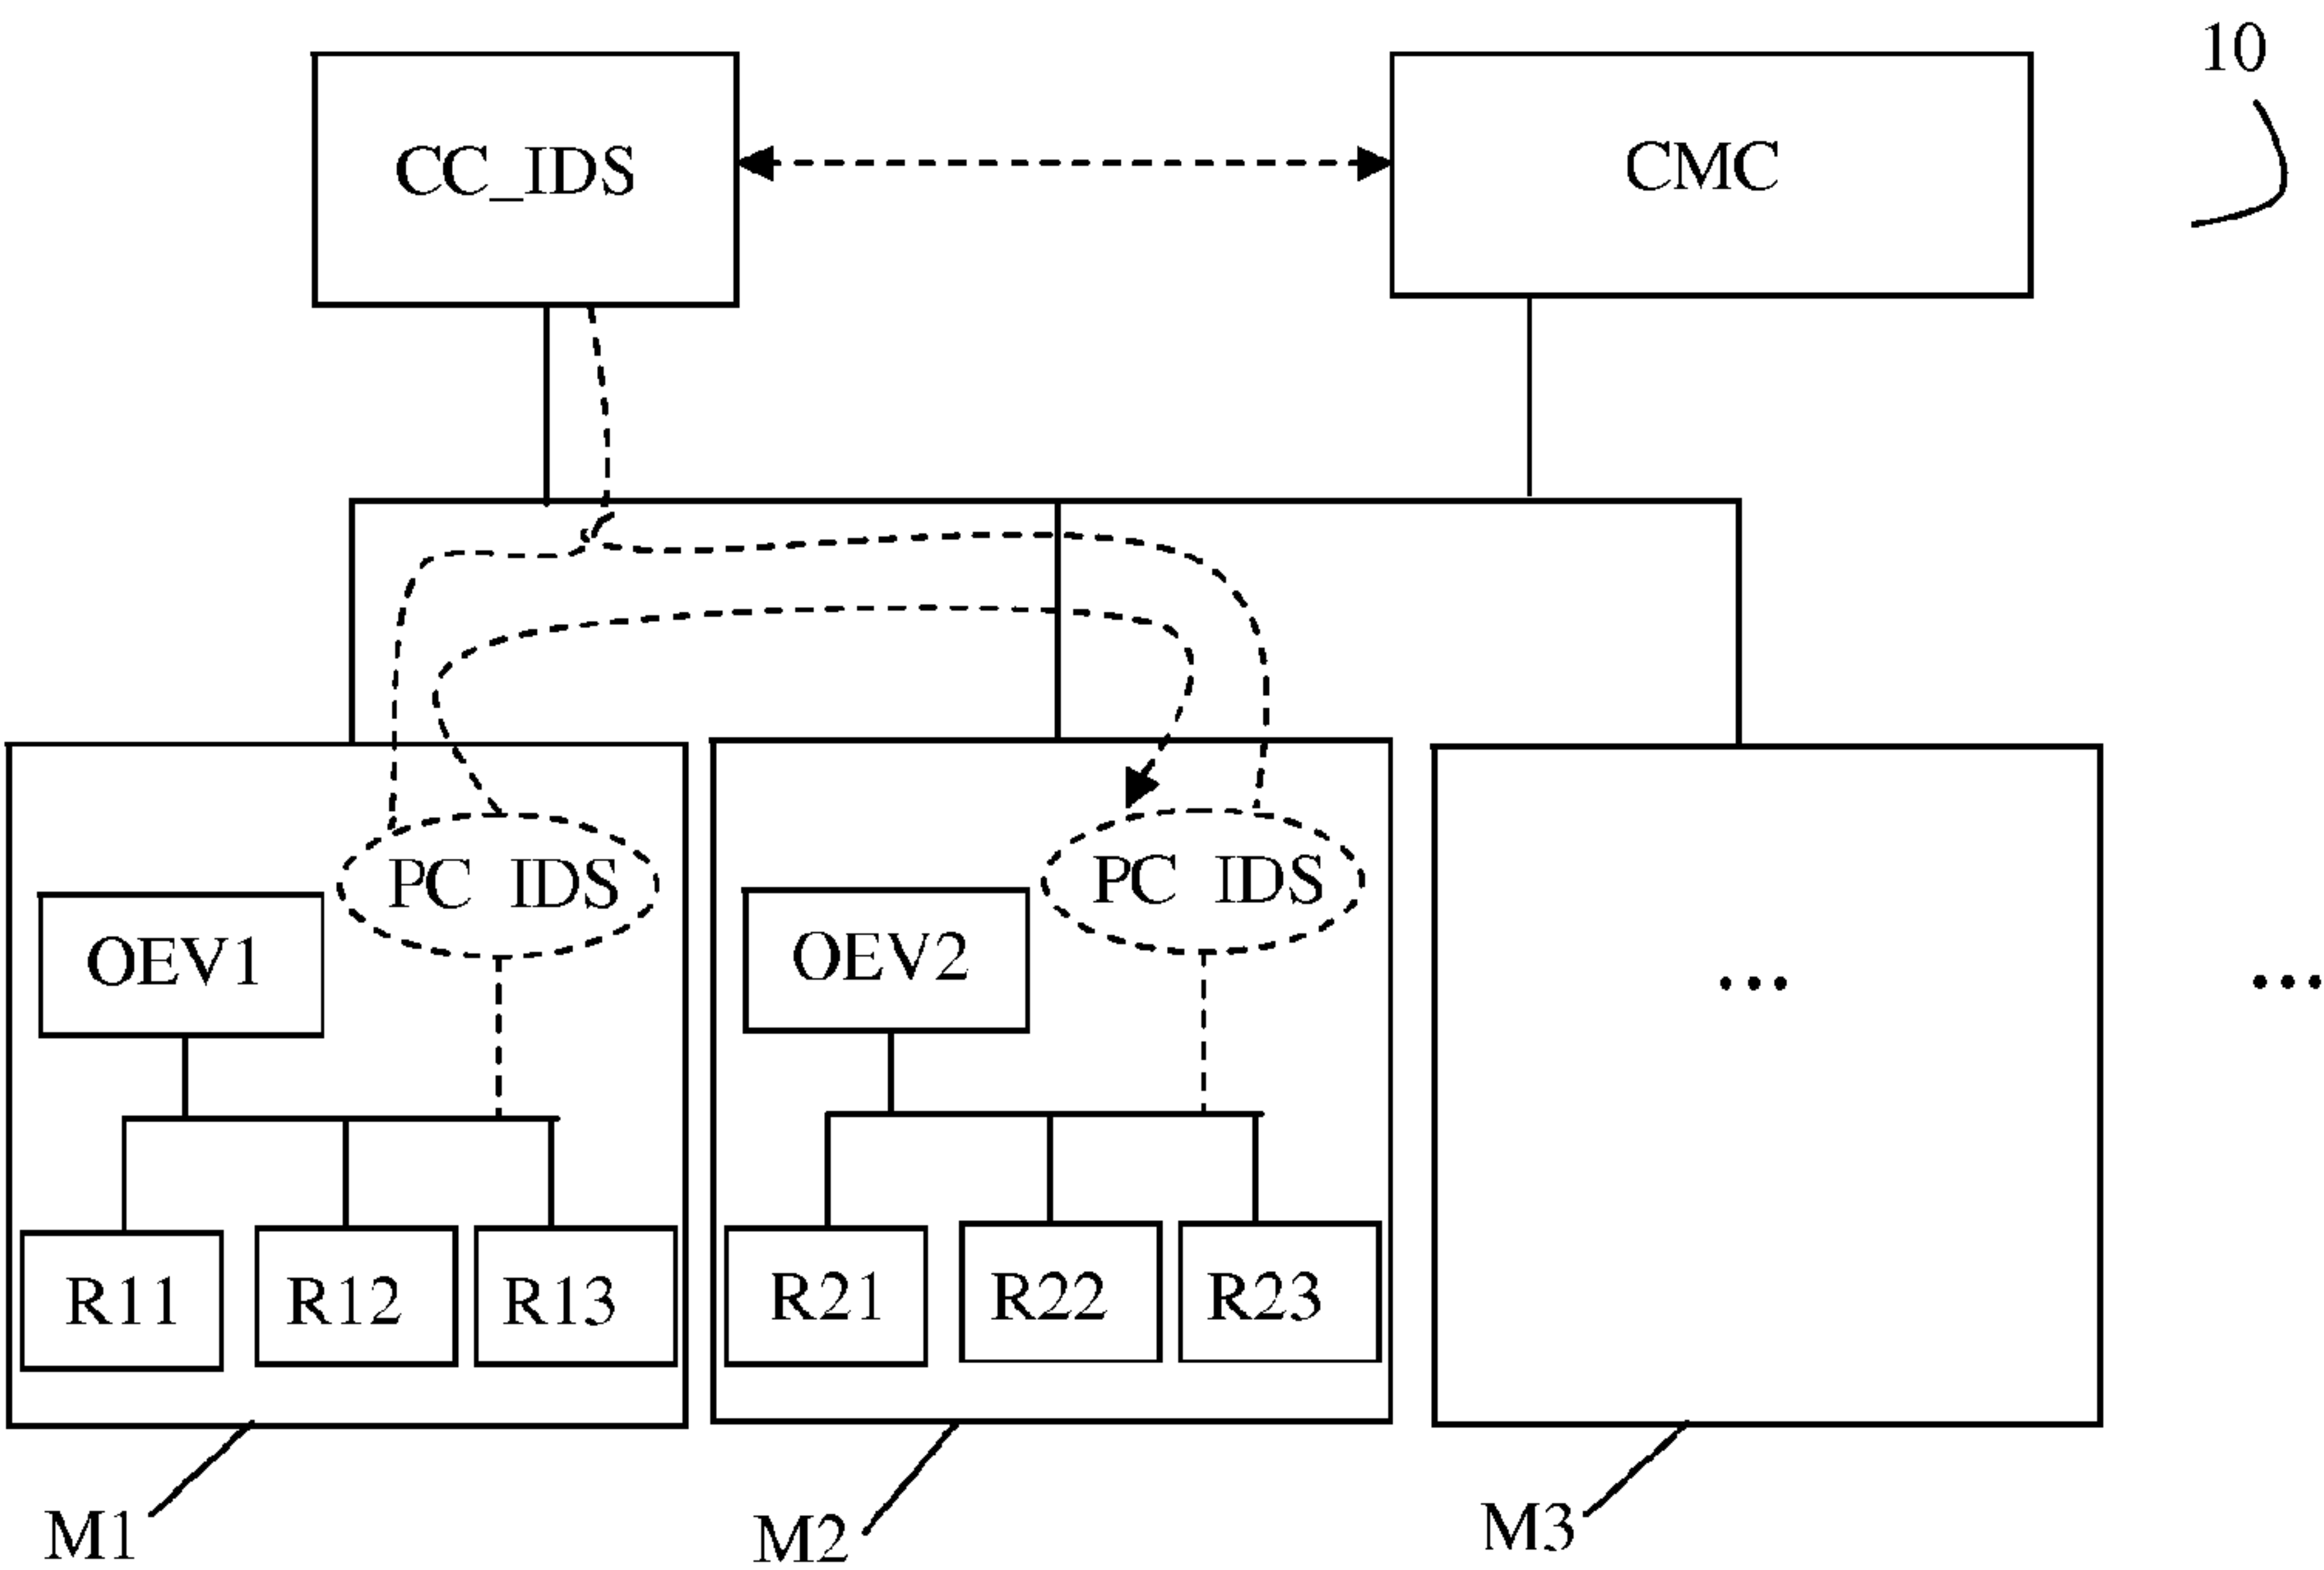 10
CC_IDS
CMC
PC IDS
PC IDS
OEV1
OEV2
...
...
R11
R12
R13
R21
R22
R23
M1
M2
M3